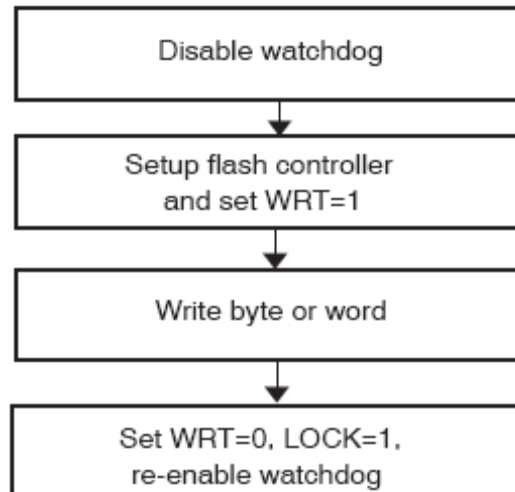 Disable watchdog
Setup flash controller
and set WRT=1
Write byte or word
Set WRT=0, LOCK=1,
re-enable watchdog